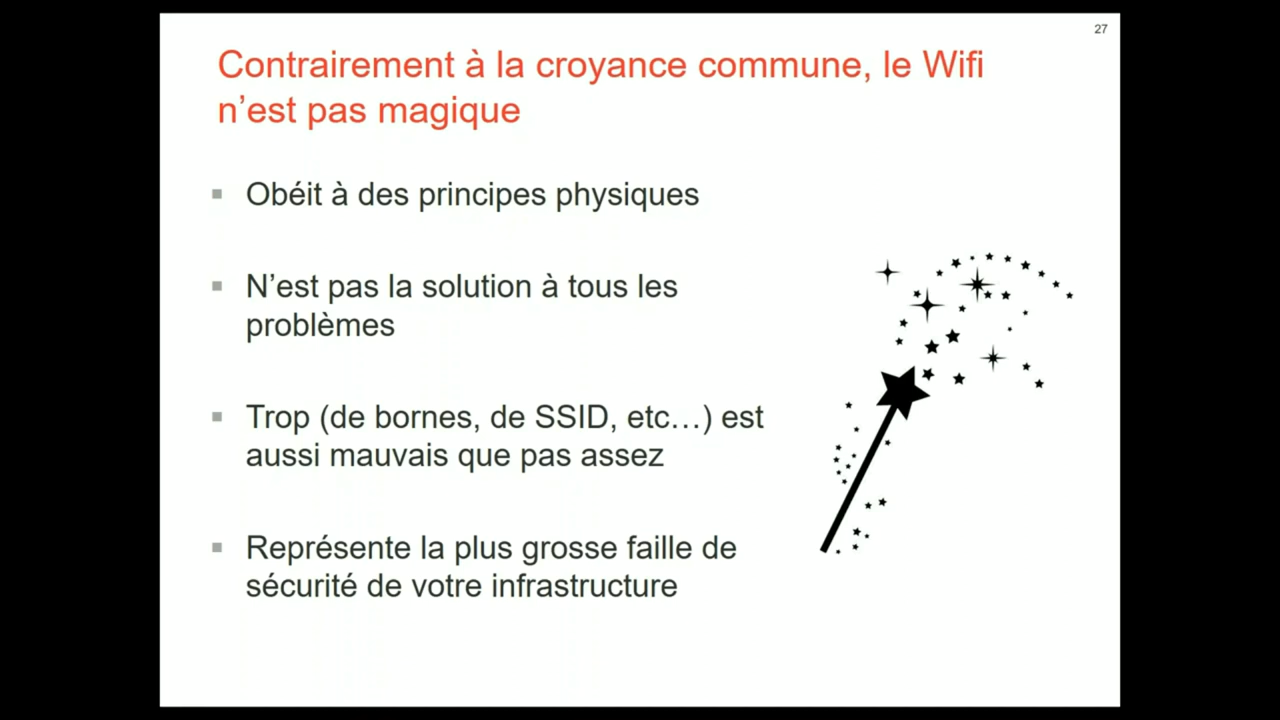 27
Contrairement à la croyance commune, le Wifi
n’est pas magique
Obéit à des principes physiques
N’est pas la solution à tous les
problèmes
Trop (de bornes, de SSID, etc…) est
aussi mauvais que pas assez
Représente la plus grosse faille de
sécurité de votre infrastructure